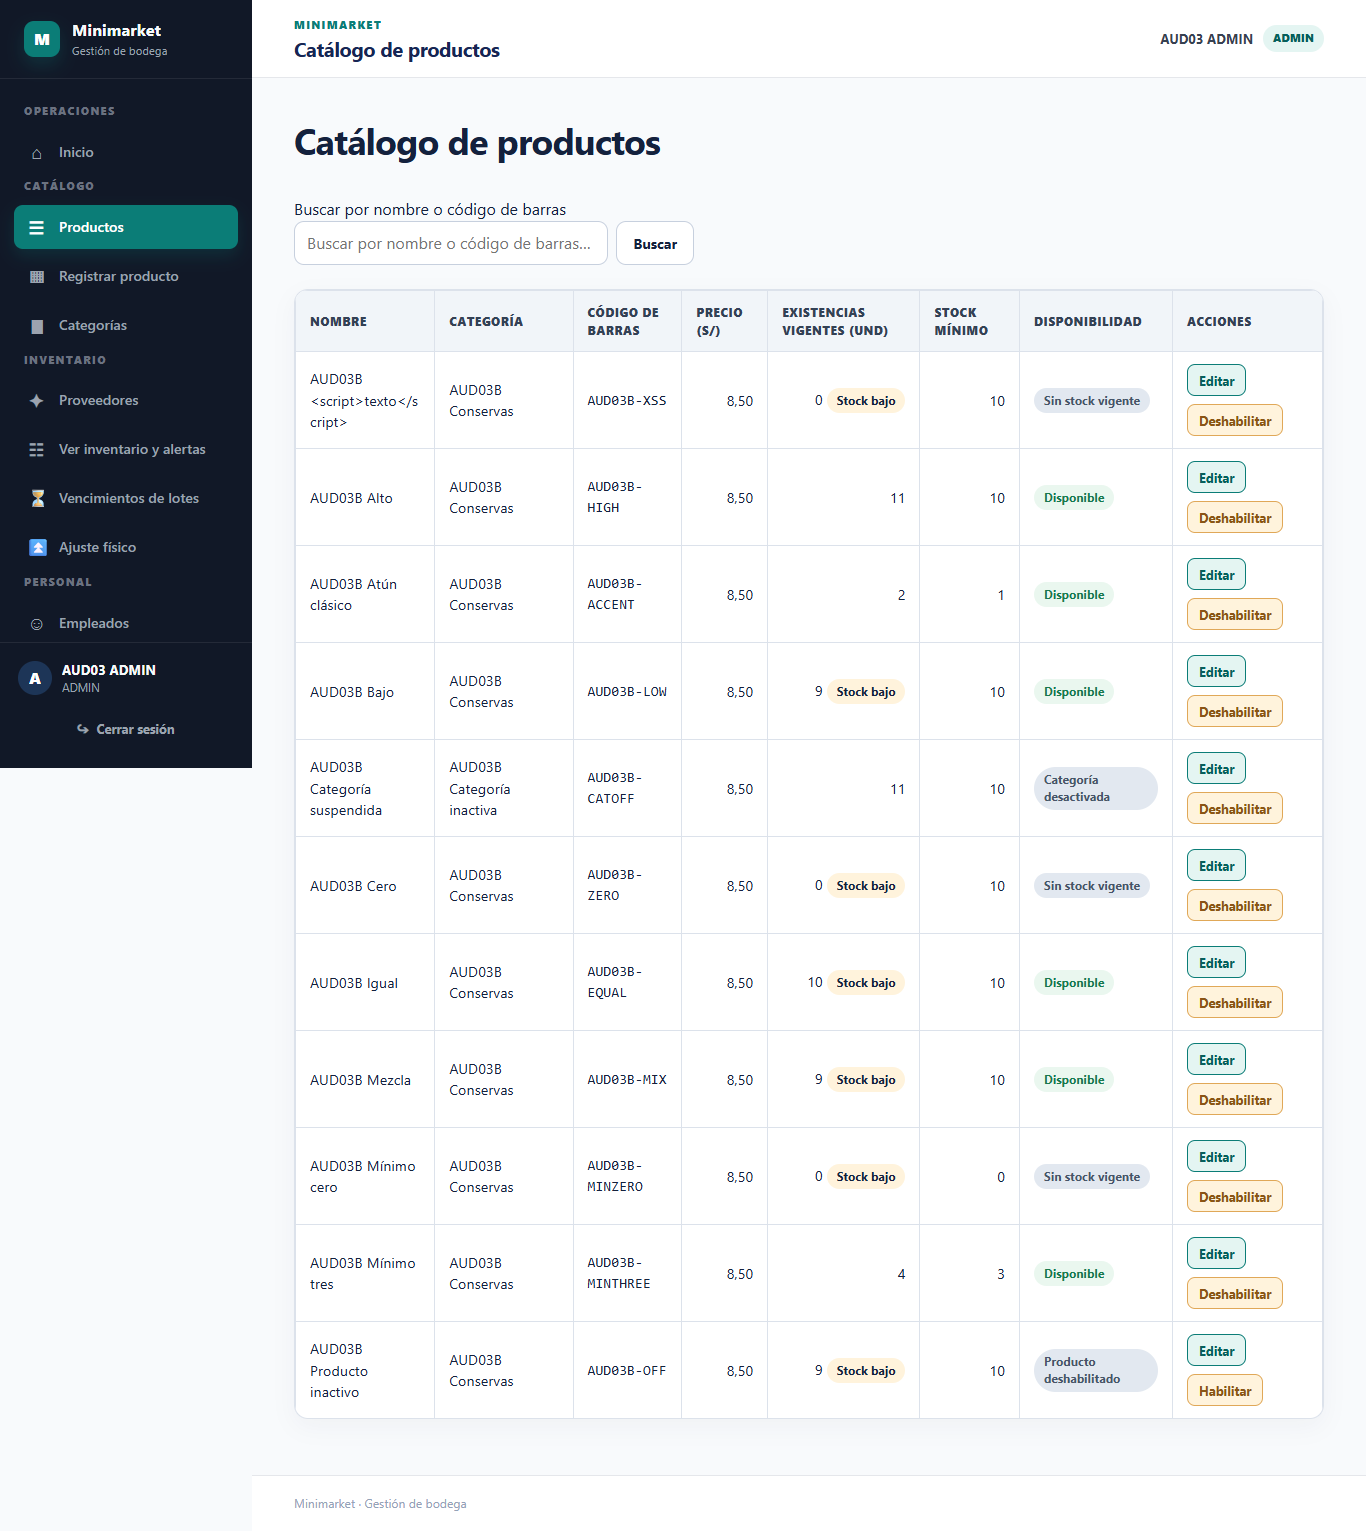 M
Minimarket
Gestión de bodega
OPERACIONES
Inicio
CATÁLOGO
Productos
Registrar producto
Categorías
INVENTARIO
Proveedores
Ver inventario y alertas
Vencimientos de lotes
Ajuste físico
PERSONAL
Empleados
A
AUD03 ADMIN
ADMIN
Cerrar sesión
MINIMARKET
Catálogo de productos
AUD03 ADMIN
ADMIN
Catálogo de productos
Buscar por nombre o código de barras
Buscar por nombre o código de barras...
Buscar
NOMBRE
CATEGORÍA
CÓDIGO DE
BARRAS
PRECIO
(S/)
EXISTENCIAS
VIGENTES (UND)
STOCK
MÍNIMO
DISPONIBILIDAD
ACCIONES
AUD03B
<script>texto</s
cript>
AUD03B
Conservas
AUD03B-XSS
8,50
0 Stock bajo
10
Sin stock vigente
Editar
Deshabilitar
AUD03B Alto
AUD03B
Conservas
AUD03B-
HIGH
8,50
11
10
Disponible
Editar
Deshabilitar
AUD03B Atún
clásico
AUD03B
Conservas
AUD03B-
ACCENT
8,50
2
1
Disponible
Editar
Deshabilitar
AUD03B Bajo
AUD03B
Conservas
AUD03B-LOW
8,50
9 Stock bajo
10
Disponible
Editar
Deshabilitar
AUD03B
Categoría
suspendida
AUD03B
Categoría
inactiva
AUD03B-
CATOFF
8,50
11
10
Categoría
desactivada
Editar
Deshabilitar
AUD03B Cero
AUD03B
Conservas
AUD03B-
ZERO
8,50
0 Stock bajo
10
Sin stock vigente
Editar
Deshabilitar
AUD03B Igual
AUD03B
Conservas
AUD03B-
EQUAL
8,50
10 Stock bajo
10
Disponible
Editar
Deshabilitar
AUD03B Mezcla
AUD03B
Conservas
AUD03B-MIX
8,50
9 Stock bajo
10
Disponible
Editar
Deshabilitar
AUD03B Mínimo
cero
AUD03B
Conservas
AUD03B-
MINZERO
8,50
0 Stock bajo
0
Sin stock vigente
Editar
Deshabilitar
AUD03B Mínimo
tres
AUD03B
Conservas
AUD03B-
MINTHREE
8,50
4
3
Disponible
Editar
Deshabilitar
AUD03B
Producto
inactivo
AUD03B
Conservas
AUD03B-OFF
8,50
9 Stock bajo
10
Producto
deshabilitado
Editar
Habilitar
Minimarket · Gestión de bodega